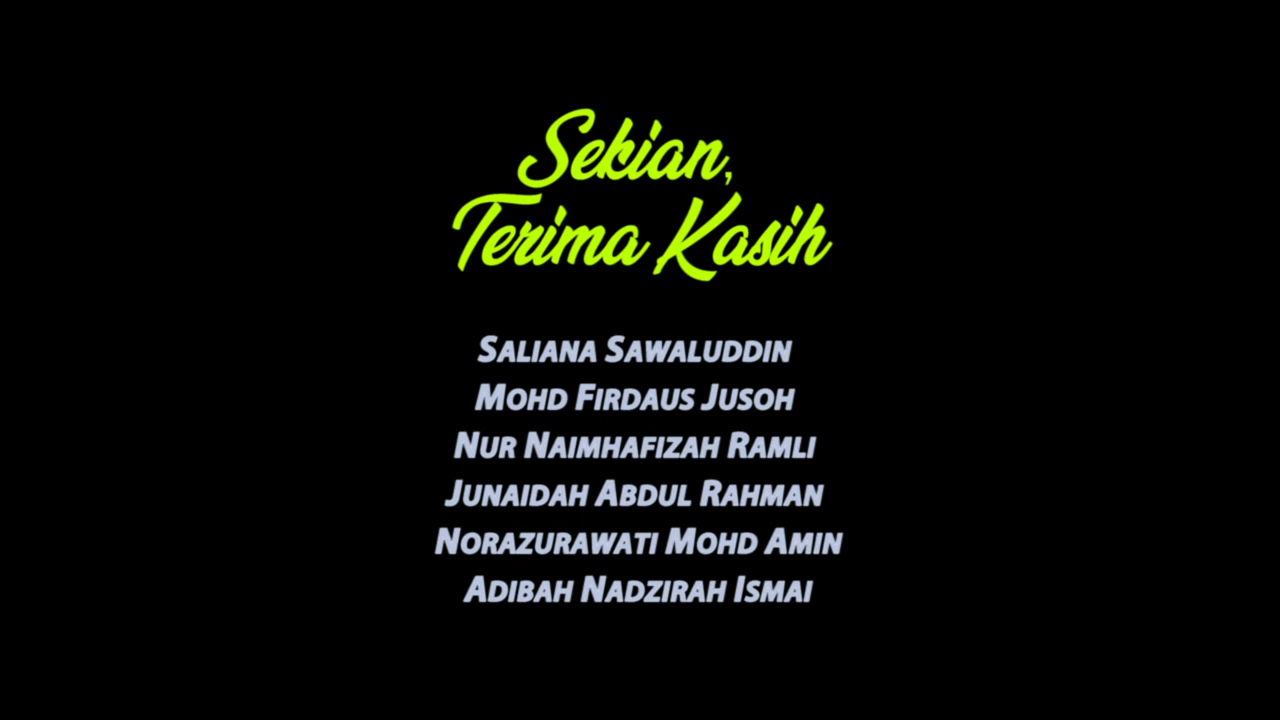 Sekian,
Terima Kasih
SALIANA SAWALUDDIN
MOHD FIRDAUS JUSOH
NUR NAIMHAFIZAH RAMLI
JUNAIDAH ABDUL RAHMAN
NORAZURAWATI MOHD AMIN
ADIBAH NADZIRAH ISMAI